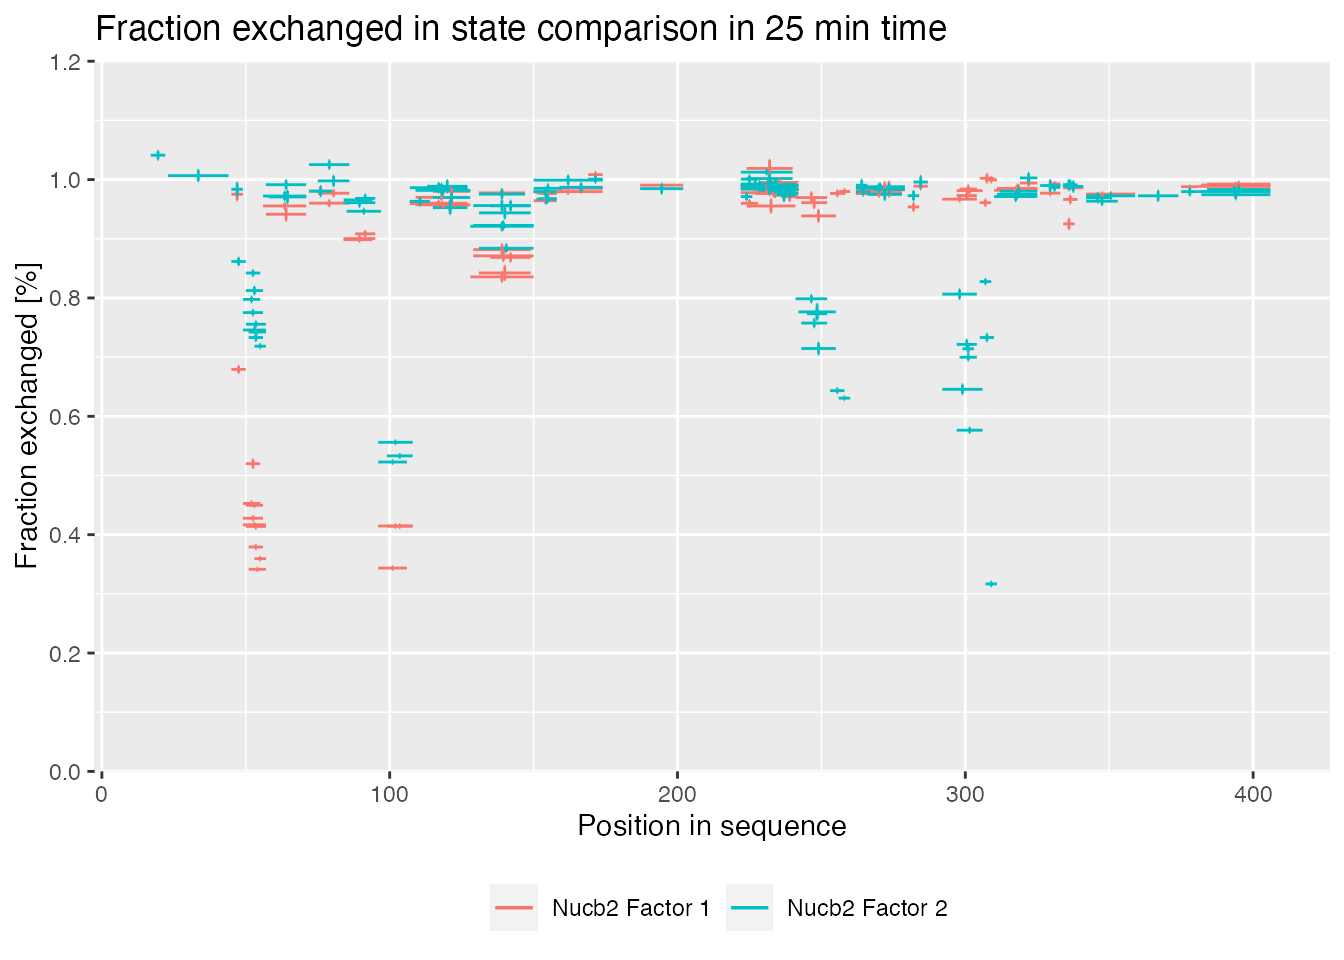 Fraction exchanged in state comparison in 25 min time
1.2
1.0
0.8
0.6
0.4
0.2
0.0
Fraction exchanged [%]
0 100 200 300 400
Position in sequence
Nucb2 Factor 1 Nucb2 Factor 2